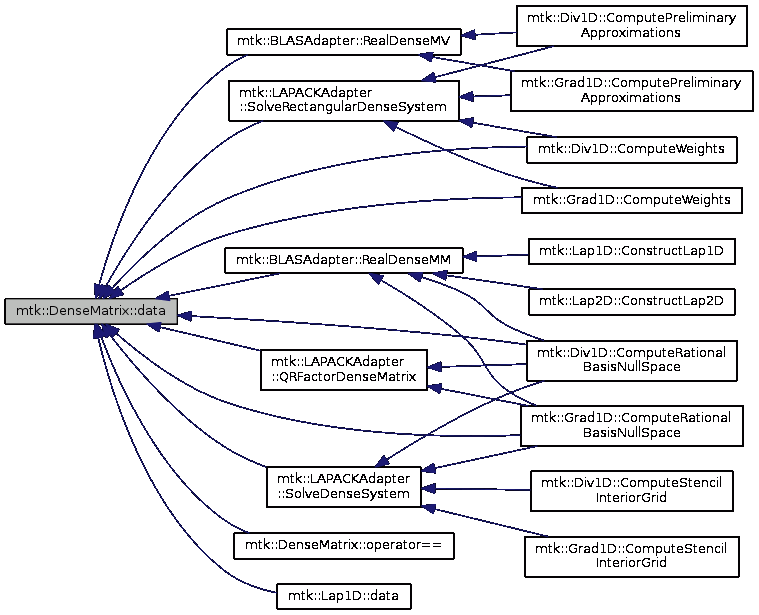 mtk::DenseMatrix::data
mtk::BLASAdapter::RealDenseMV
mtk::LAPACKAdapter
::SolveRectangularDenseSystem
mtk::BLASAdapter::RealDenseMM
mtk::LAPACKAdapter
::QRFactorDenseMatrix
mtk::LAPACKAdapter
::SolveDenseSystem
mtk::DenseMatrix::operator==
mtk::Lap1D::data
mtk::Div1D::ComputePreliminary
Approximations
mtk::Grad1D::ComputePreliminary
Approximations
mtk::Div1D::ComputeWeights
mtk::Grad1D::ComputeWeights
mtk::Lap1D::ConstructLap1D
mtk::Lap2D::ConstructLap2D
mtk::Div1D::ComputeRational
BasisNullSpace
mtk::Grad1D::ComputeRational
BasisNullSpace
mtk::Div1D::ComputeStencil
InteriorGrid
mtk::Grad1D::ComputeStencil
InteriorGrid